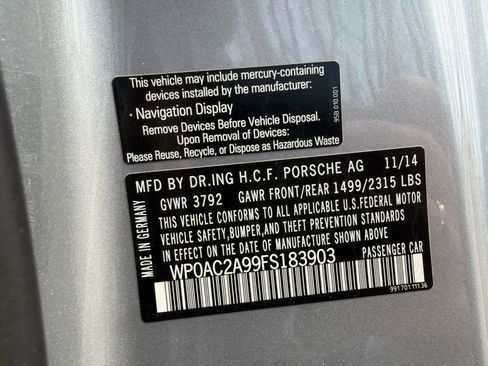 This vehicle may include mercury-containing
devices installed by the manufacturer:
· Navigation Display
Remove Devices Before Vehicle Disposal.
Upon Removal of Devices:
Please Reuse, Recycle, or Dispose as Hazardous Waste
95B 010 001
MFD BY DR.ING H.C.F. PORSCHE AG 11/14
GVWR 3792 GAWR FRONT/REAR 1499/2315 LBS
THIS VEHICLE CONFORMS TO ALL APPLICABLE U.S.FEDERAL MOTOR
VEHICLE SAFETY,BUMPER,AND THEFT PREVENTION STANDARDS
IN EFFECT ON THE DATE OF MANUFACTURE SHOWN ABOVE
WP0AC2A99FS183903 PASSENGER CAR
MADE IN GERMANY
991.701.111.36